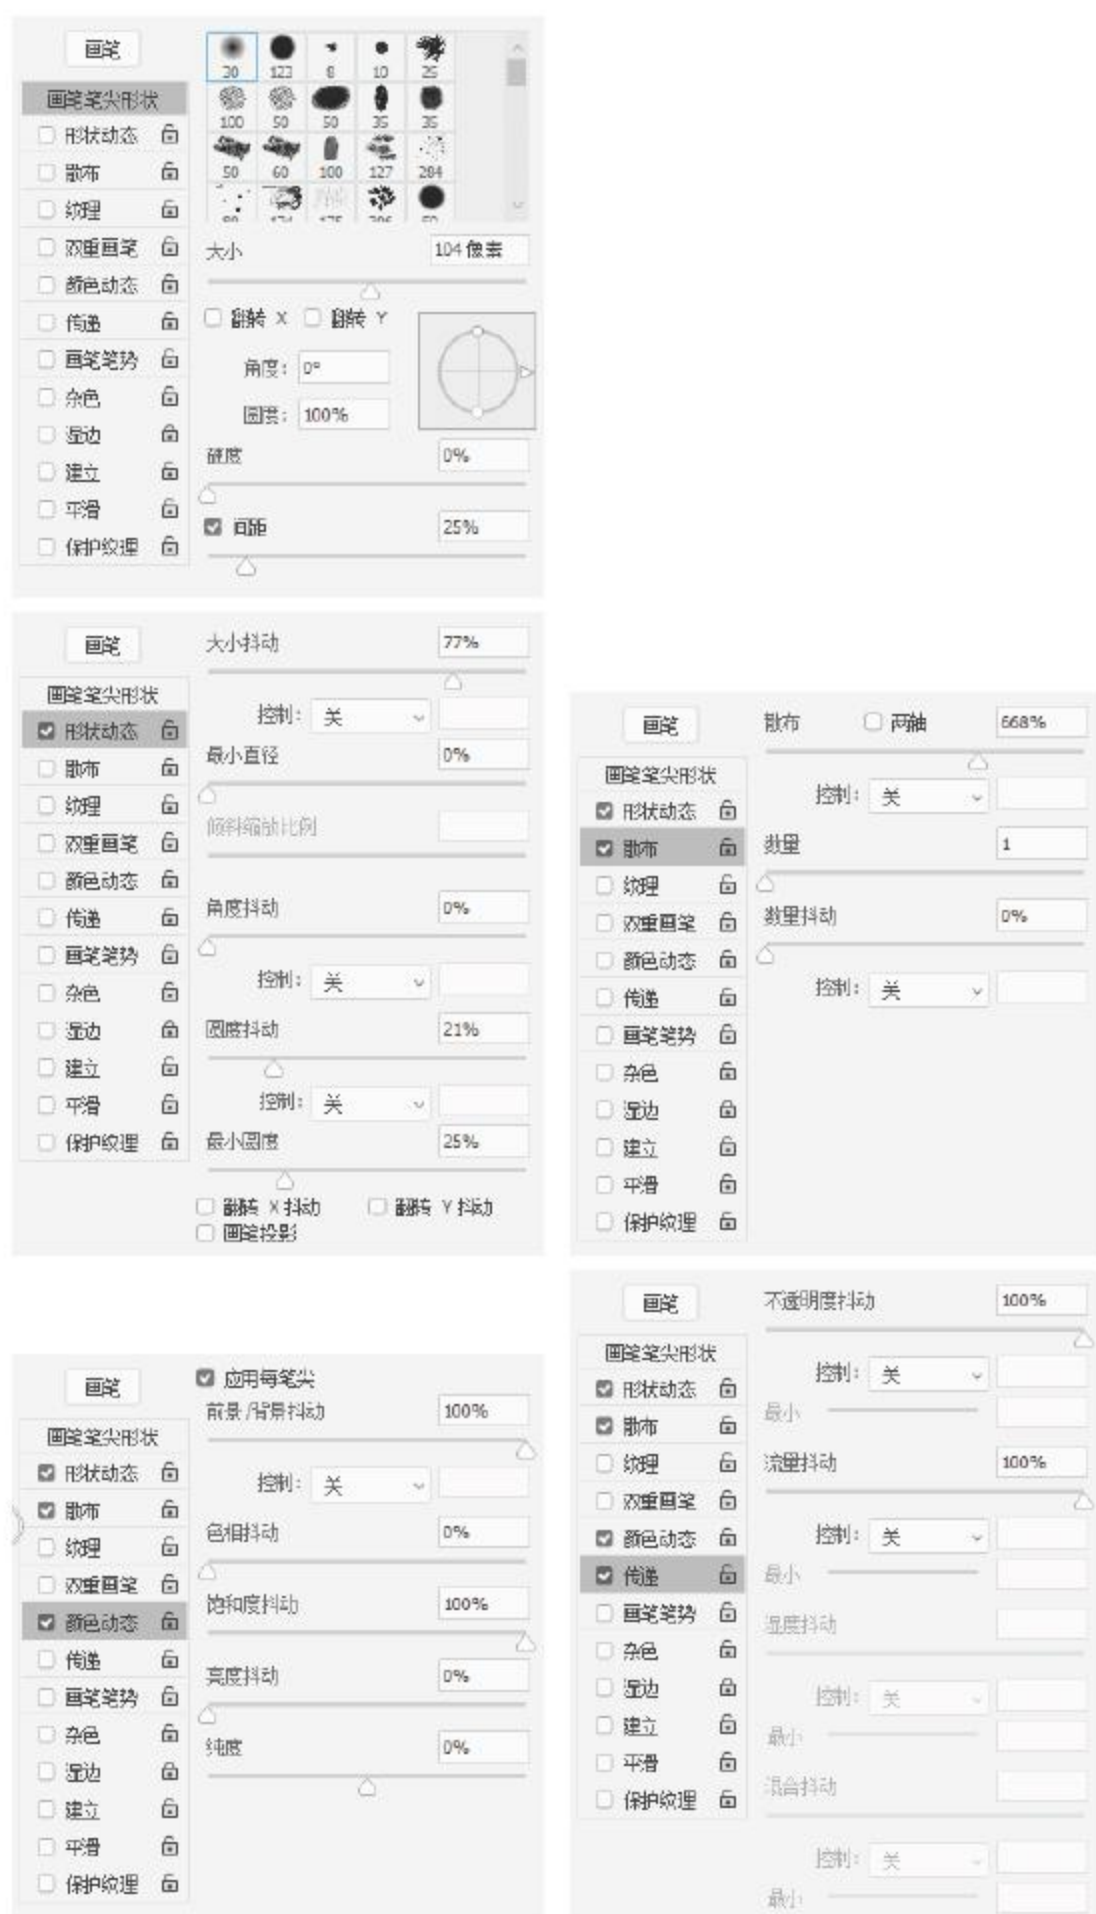 画笔
30 123 8 10 25
画笔笔尖形状
100 50 50 35 35
形状动态
散布
50 60 100 127 284
纹理
双重画笔
大小 104 像素
颜色动态
传递
翻转 X 翻转 Y
画笔笔势
角度: 0°
杂色
圆度: 100%
湿边
硬度 0%
建立
平滑
间距 25%
保护纹理
画笔
大小抖动 77%
画笔笔尖形状
控制: 关
形状动态
最小直径 0%
散布
纹理
倾斜缩放比例
双重画笔
颜色动态
角度抖动 0%
传递
画笔笔势
控制: 关
杂色
湿边
圆度抖动 21%
建立
控制: 关
平滑
保护纹理
最小圆度 25%
翻转 X 抖动 翻转 Y 抖动
画笔投影
画笔
散布 两轴 668%
画笔笔尖形状
控制: 关
形状动态
散布
数量 1
纹理
双重画笔
数量抖动 0%
颜色动态
传递
控制: 关
画笔笔势
杂色
湿边
建立
平滑
保护纹理
画笔
应用每笔尖
前景/背景抖动 100%
画笔笔尖形状
形状动态
控制: 关
散布
色相抖动 0%
纹理
双重画笔
饱和度抖动 100%
颜色动态
传递
亮度抖动 0%
画笔笔势
杂色
纯度 0%
湿边
建立
平滑
保护纹理
画笔
不透明度抖动 100%
画笔笔尖形状
控制: 关
形状动态
最小
散布
纹理
流量抖动 100%
双重画笔
颜色动态
控制: 关
传递
最小
画笔笔势
湿度抖动
杂色
湿边
控制: 关
建立
最小
平滑
混合抖动
保护纹理
控制: 关
最小